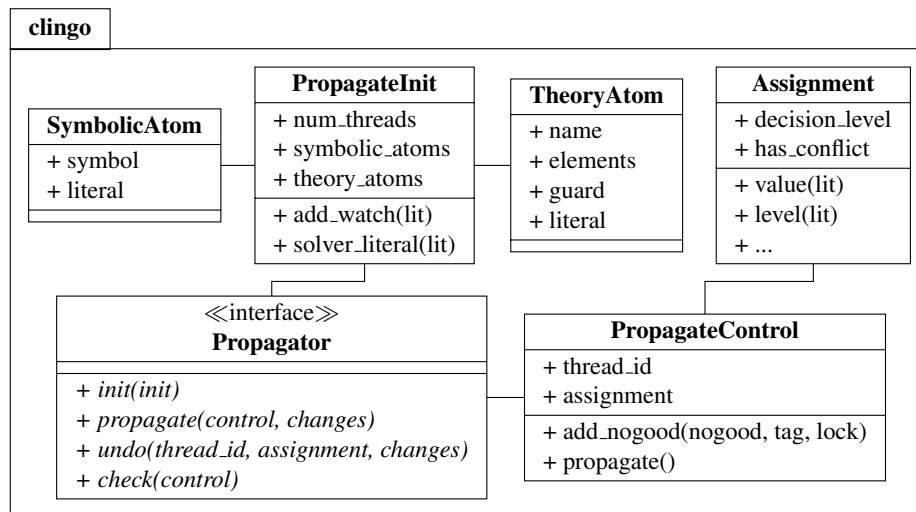 clingo
SymbolicAtom
+ symbol
+ literal
PropagateInit
+ num_threads
+ symbolic_atoms
+ theory_atoms
+ add_watch(lit)
+ solver_literal(lit)
TheoryAtom
+ name
+ elements
+ guard
+ literal
Assignment
+ decision_level
+ has_conflict
+ value(lit)
+ level(lit)
+ ...
≪interface≫
Propagator
+ init(init)
+ propagate(control, changes)
+ undo(thread_id, assignment, changes)
+ check(control)
PropagateControl
+ thread_id
+ assignment
+ add_nogood(nogood, tag, lock)
+ propagate()